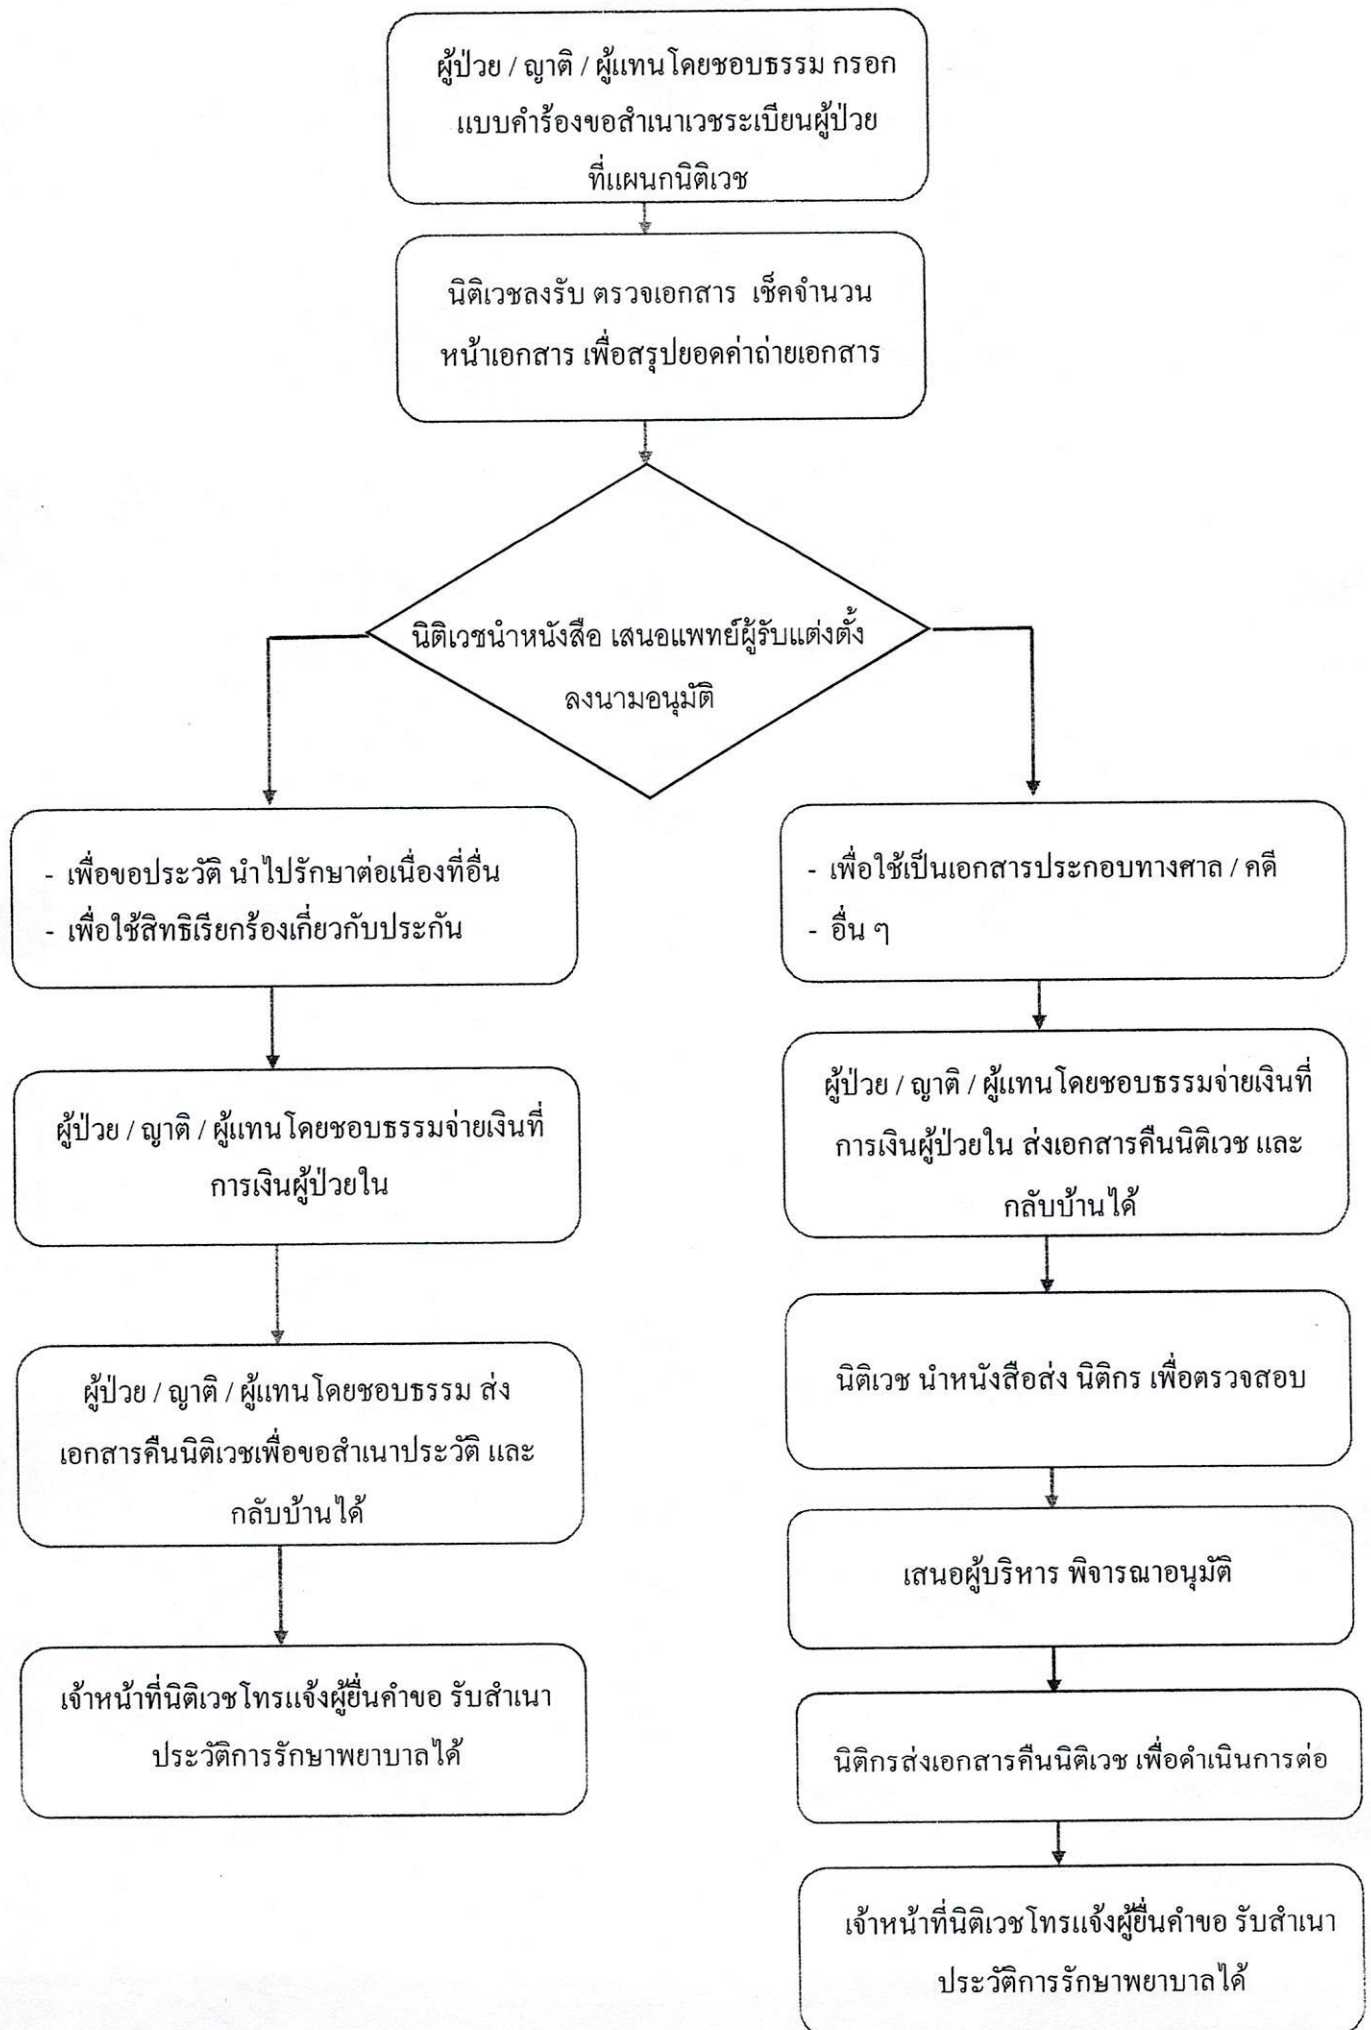 ผู้ป่วย / ญาติ / ผู้แทนโดยชอบธรรม กรอก
แบบคำร้องขอสำเนาเวชระเบียนผู้ป่วย
ที่แผนกนิติเวช
นิติเวชลงรับ ตรวจเอกสาร เช็คจำนวน
หน้าเอกสาร เพื่อสรุปยอดค่าถ่ายเอกสาร
นิติเวชนำหนังสือ เสนอแพทย์ผู้รับแต่งตั้ง
ลงนามอนุมัติ
- เพื่อขอประวัติ นำไปรักษาต่อเนื่องที่อื่น
- เพื่อใช้สิทธิเรียกร้องเกี่ยวกับประกัน
ผู้ป่วย / ญาติ / ผู้แทนโดยชอบธรรมจ่ายเงินที่
การเงินผู้ป่วยใน
ผู้ป่วย / ญาติ / ผู้แทนโดยชอบธรรม ส่ง
เอกสารคืนนิติเวชเพื่อขอสำเนาประวัติ และ
กลับบ้านได้
เจ้าหน้าที่นิติเวชโทรแจ้งผู้ยื่นคำขอ รับสำเนา
ประวัติการรักษาพยาบาลได้
- เพื่อใช้เป็นเอกสารประกอบทางศาล / คดี
- อื่น ๆ
ผู้ป่วย / ญาติ / ผู้แทนโดยชอบธรรมจ่ายเงินที่
การเงินผู้ป่วยใน ส่งเอกสารคืนนิติเวช และ
กลับบ้านได้
นิติเวช นำหนังสือส่ง นิติกร เพื่อตรวจสอบ
เสนอผู้บริหาร พิจารณาอนุมัติ
นิติกรส่งเอกสารคืนนิติเวช เพื่อดำเนินการต่อ
เจ้าหน้าที่นิติเวชโทรแจ้งผู้ยื่นคำขอ รับสำเนา
ประวัติการรักษาพยาบาลได้